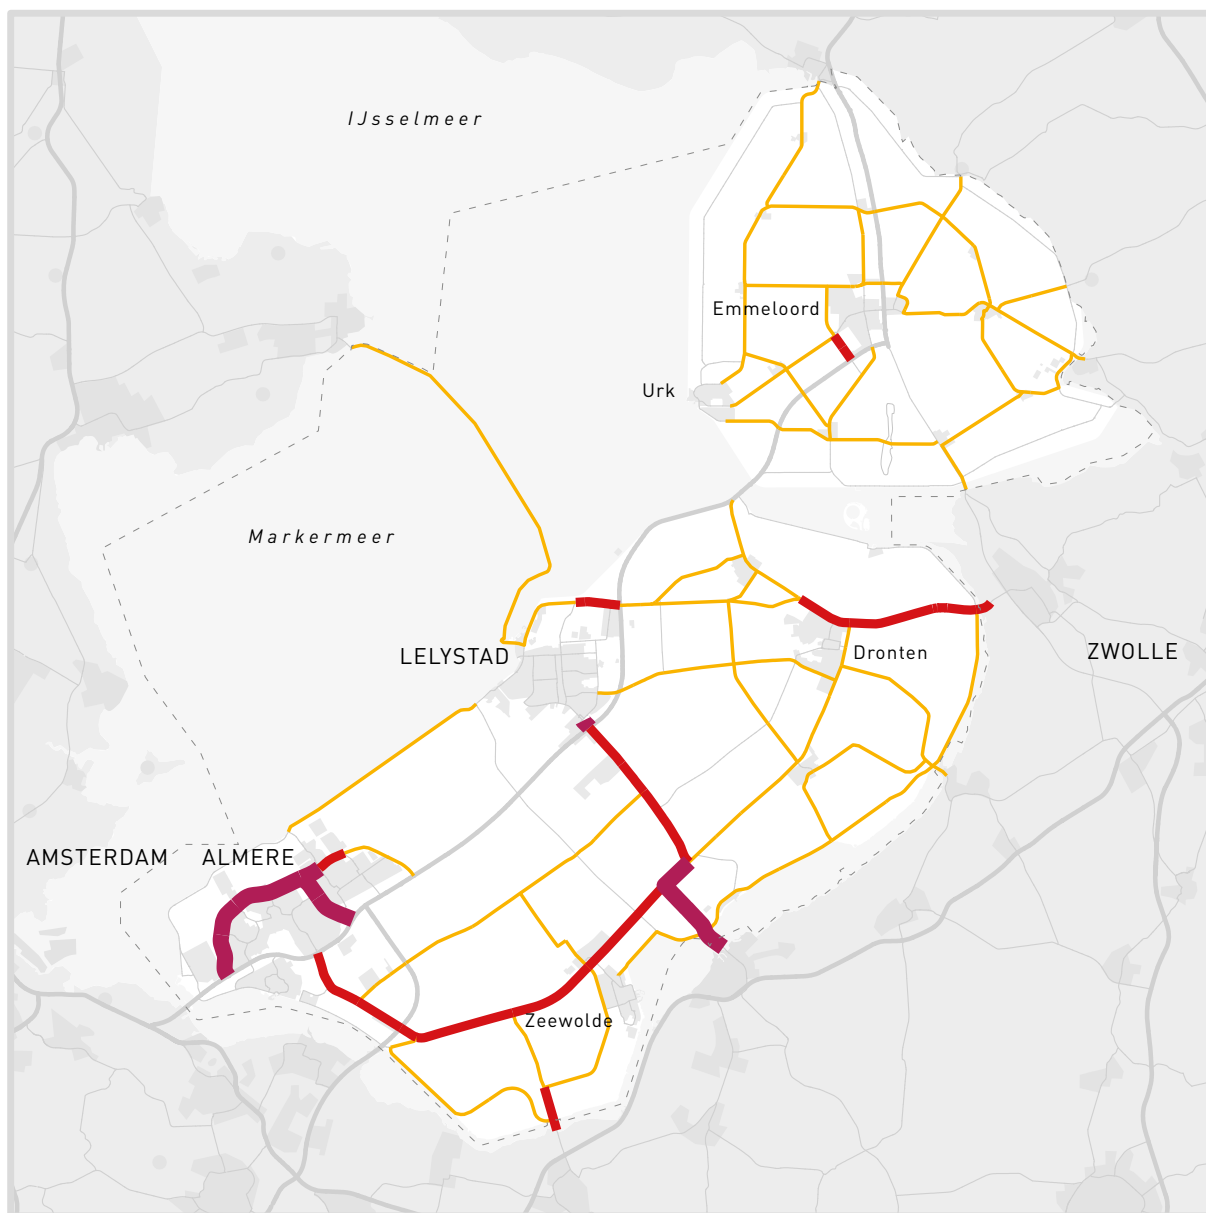 IJsselmeer
Emmeloord
Urk
Markermeer
LELYSTAD
Dronten
ZWOLLE
AMSTERDAM
ALMERE
Zeewolde